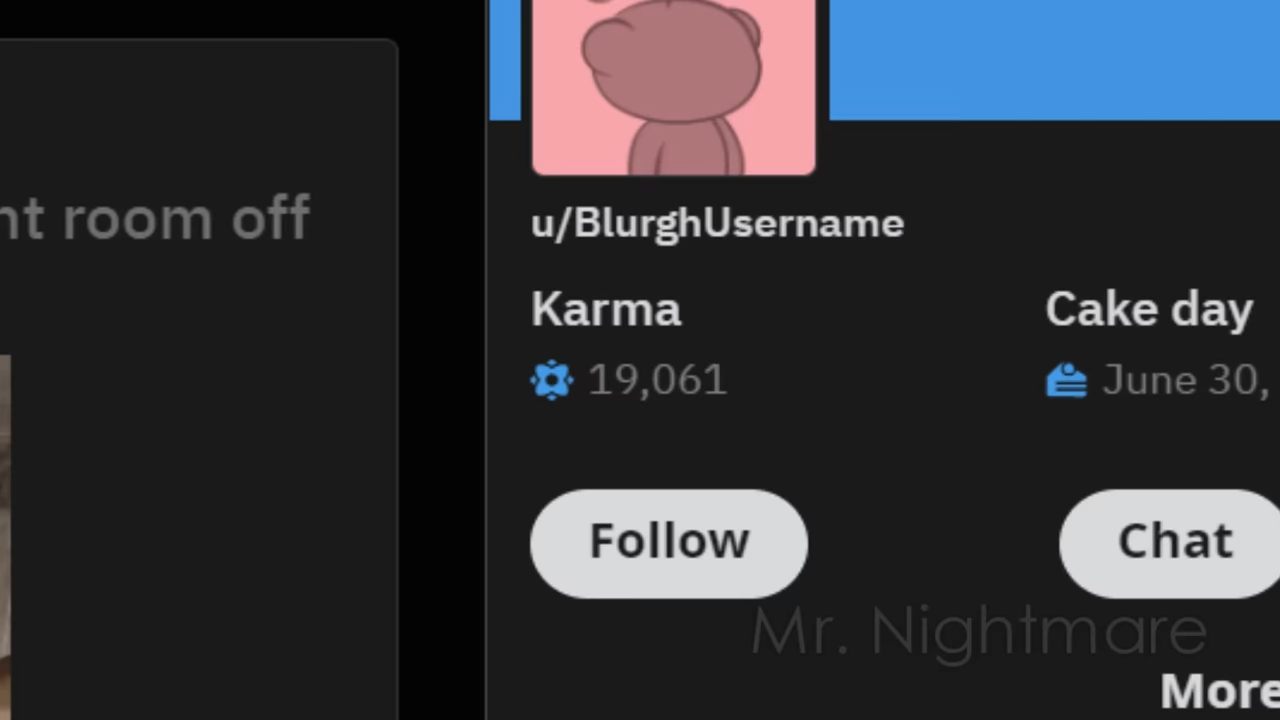 nt room off
u/BlurghUsername
Karma
Cake day
19,061
June 30,
Follow
Chat
Mr. Nightmare
More